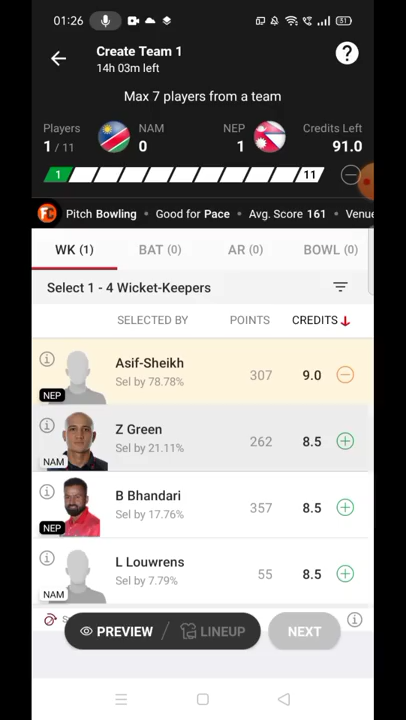 01:26
51
Create Team 1
14h 03m left
?
Max 7 players from a team
Players
NAM
NEP
Credits Left
1 / 11
0
1
91.0
1
11
FC Pitch Bowling • Good for Pace • Avg. Score 161 • Venue
WK (1) BAT (0) AR (0) BOWL (0)
Select 1 - 4 Wicket-Keepers
SELECTED BY POINTS CREDITS
Asif-Sheikh
Sel by 78.78%
307 9.0
NEP
Z Green
Sel by 21.11%
262 8.5
NAM
B Bhandari
Sel by 17.76%
357 8.5
NEP
L Louwrens
Sel by 7.79%
55 8.5
NAM
PREVIEW / LINEUP
NEXT